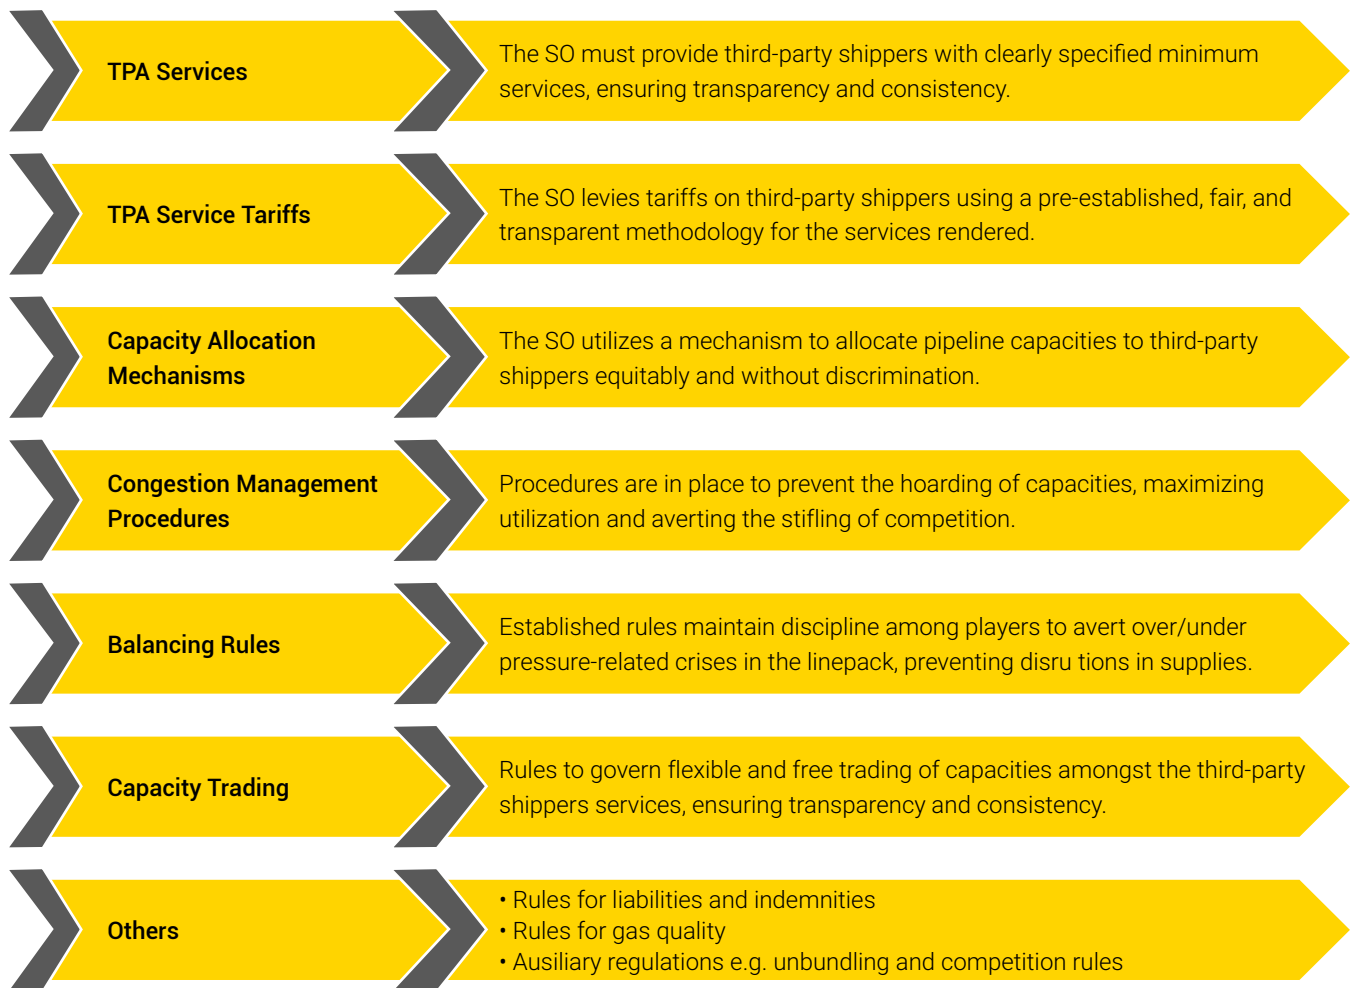 TPA Services
The SO must provide third-party shippers with clearly specified minimum
services, ensuring transparency and consistency.
TPA Service Tariffs
The SO levies tariffs on third-party shippers using a pre-established, fair, and
transparent methodology for the services rendered.
Capacity Allocation
Mechanisms
The SO utilizes a mechanism to allocate pipeline capacities to third-party
shippers equitably and without discrimination.
Congestion Management
Procedures
Procedures are in place to prevent the hoarding of capacities, maximizing
utilization and averting the stifling of competition.
Balancing Rules
Established rules maintain discipline among players to avert over/under
pressure-related crises in the linepack, preventing disru tions in supplies.
Capacity Trading
Rules to govern flexible and free trading of capacities amongst the third-party
shippers services, ensuring transparency and consistency.
Others
• Rules for liabilities and indemnities
• Rules for gas quality
• Ausiliary regulations e.g. unbundling and competition rules